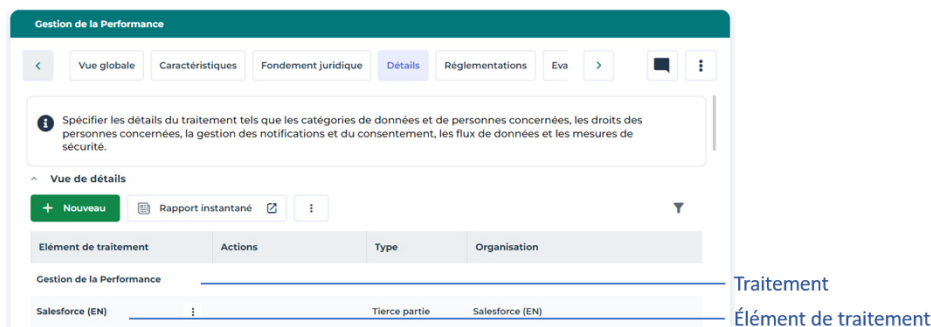 Gestion de la Performance
Vue globale Caractéristiques Fondement juridique Détails Réglementations Eva
Spécifier les détails du traitement tels que les catégories de données et de personnes concernées, les droits des
personnes concernées, la gestion des notifications et du consentement, les flux de données et les mesures de
sécurité.
Vue de détails
+ Nouveau Rapport instantané
Elément de traitement Actions Type Organisation
Gestion de la Performance Traitement
Salesforce (EN) Tierce partie Salesforce (EN) Élément de traitement